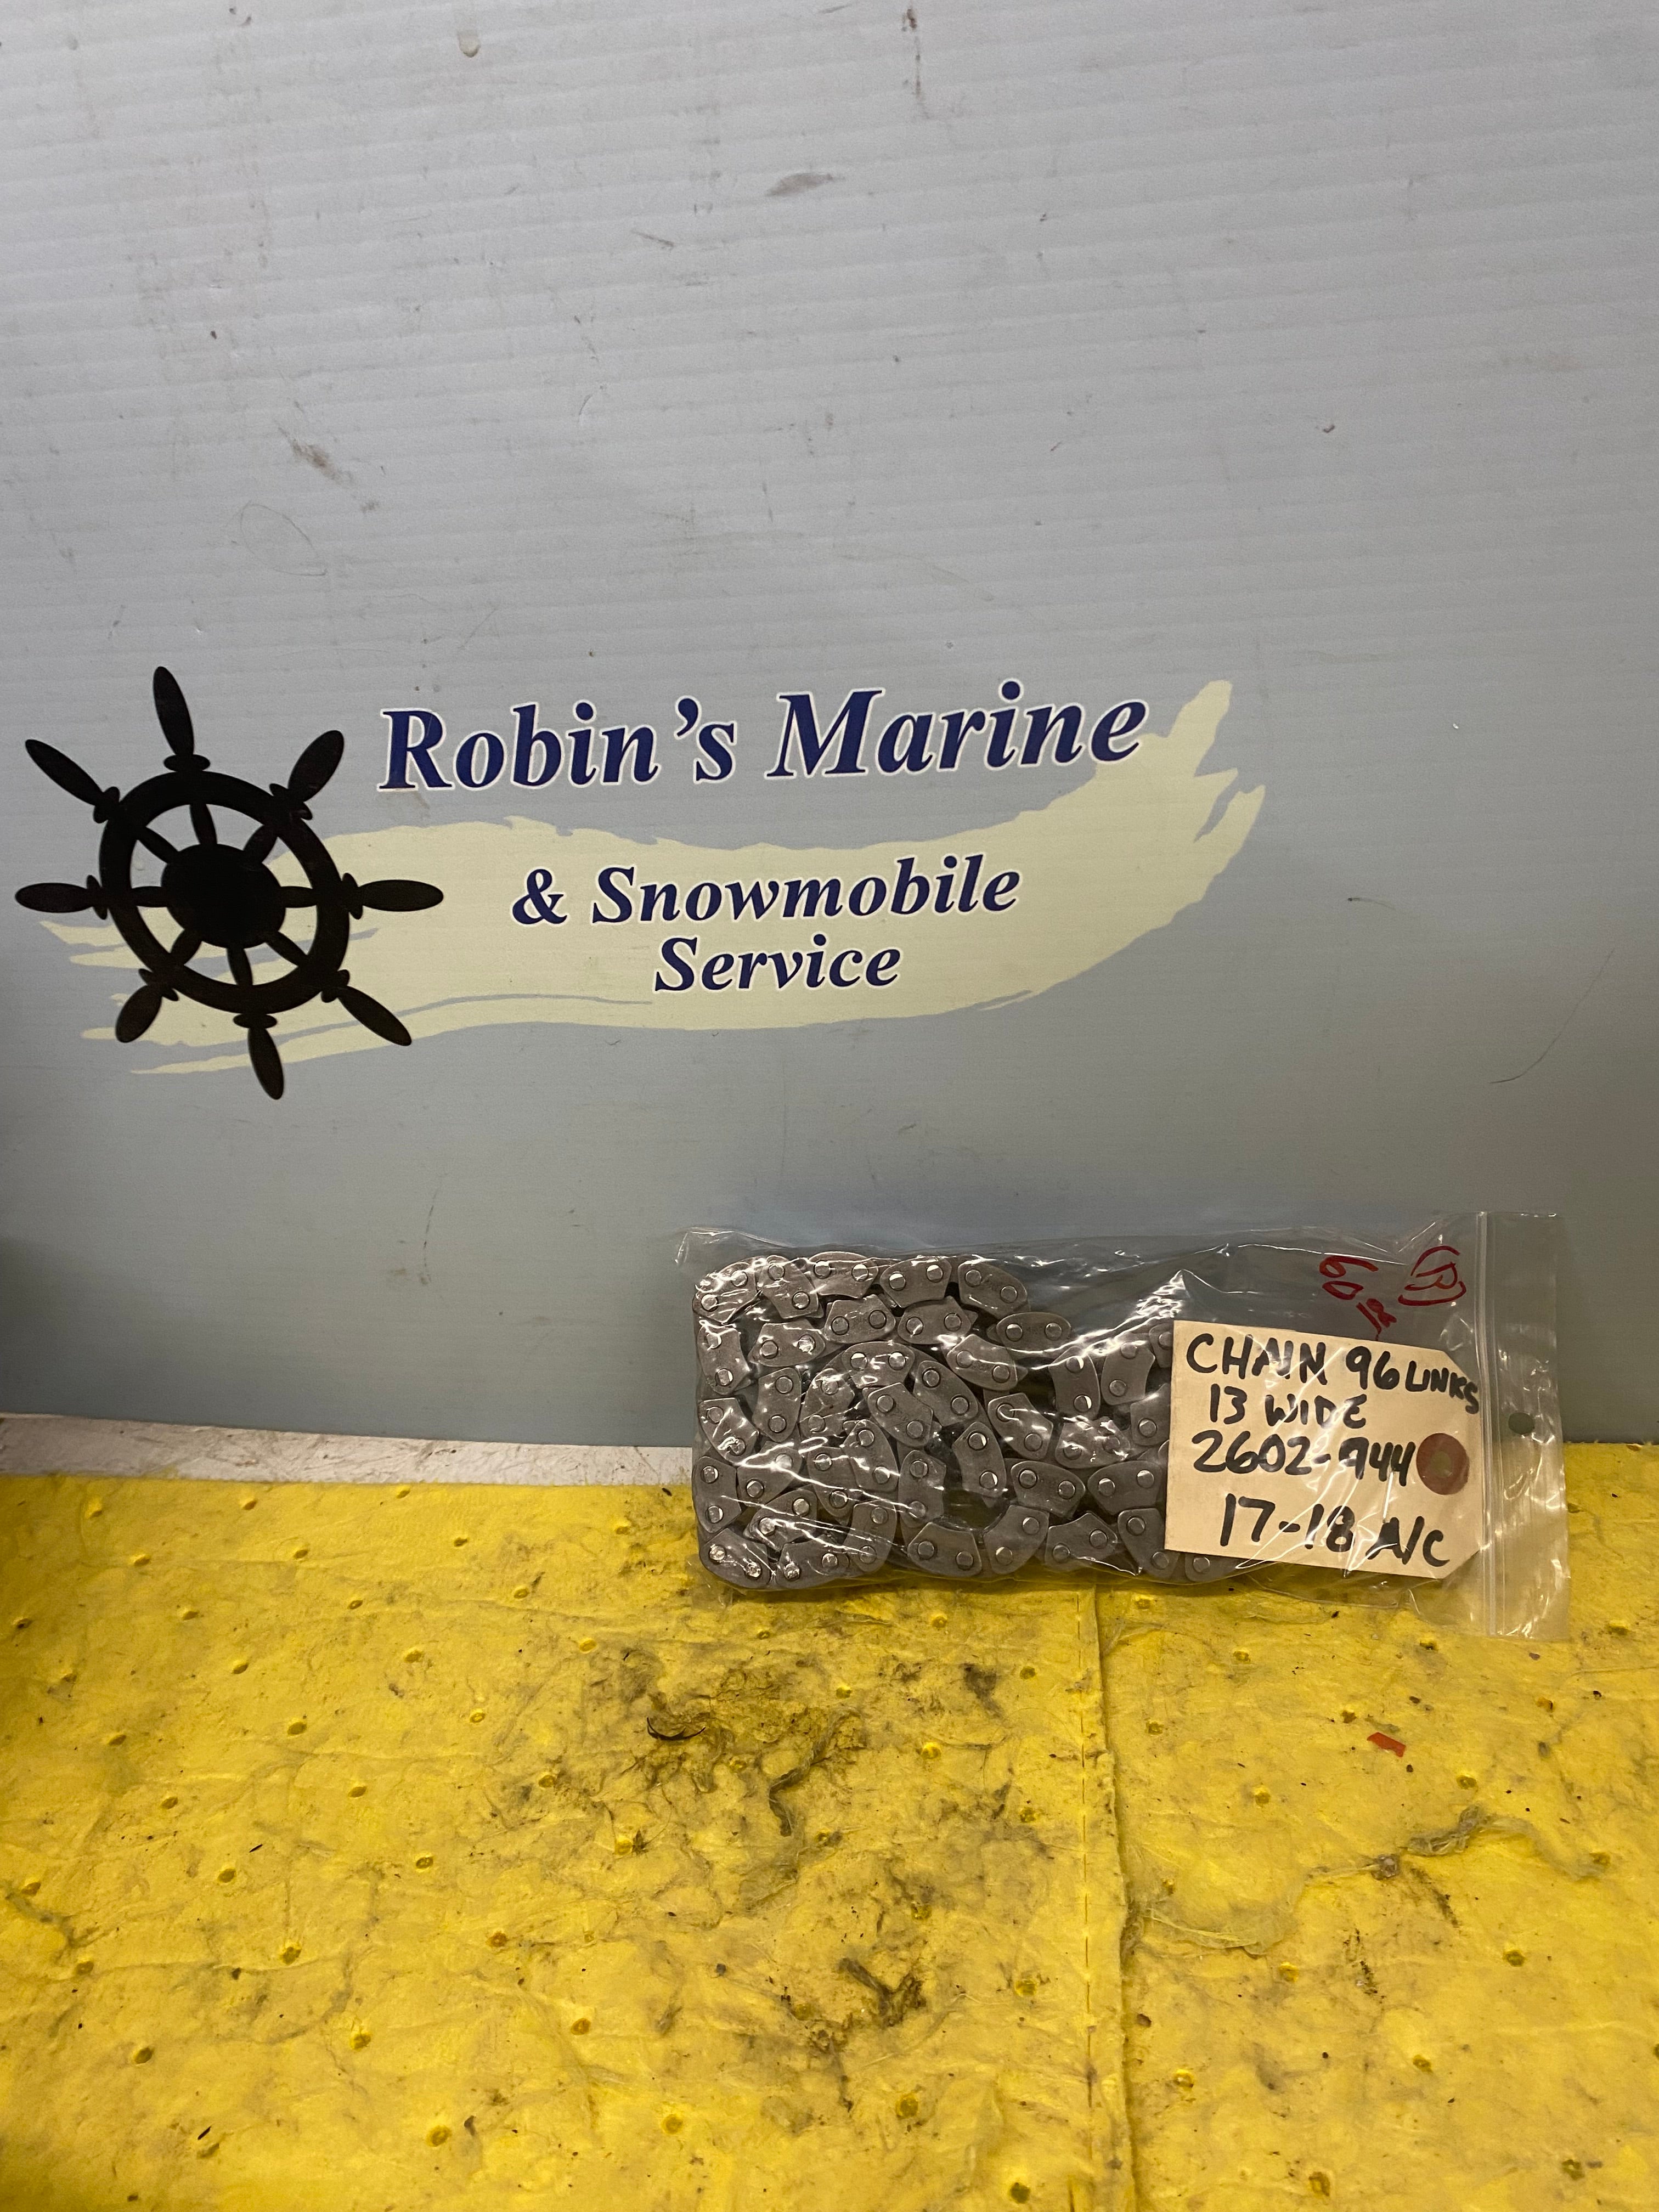 Robin's Marine
& Snowmobile
Service
CHAIN 96 LINKS
13 WIDE
2602-944
17-18 A/C